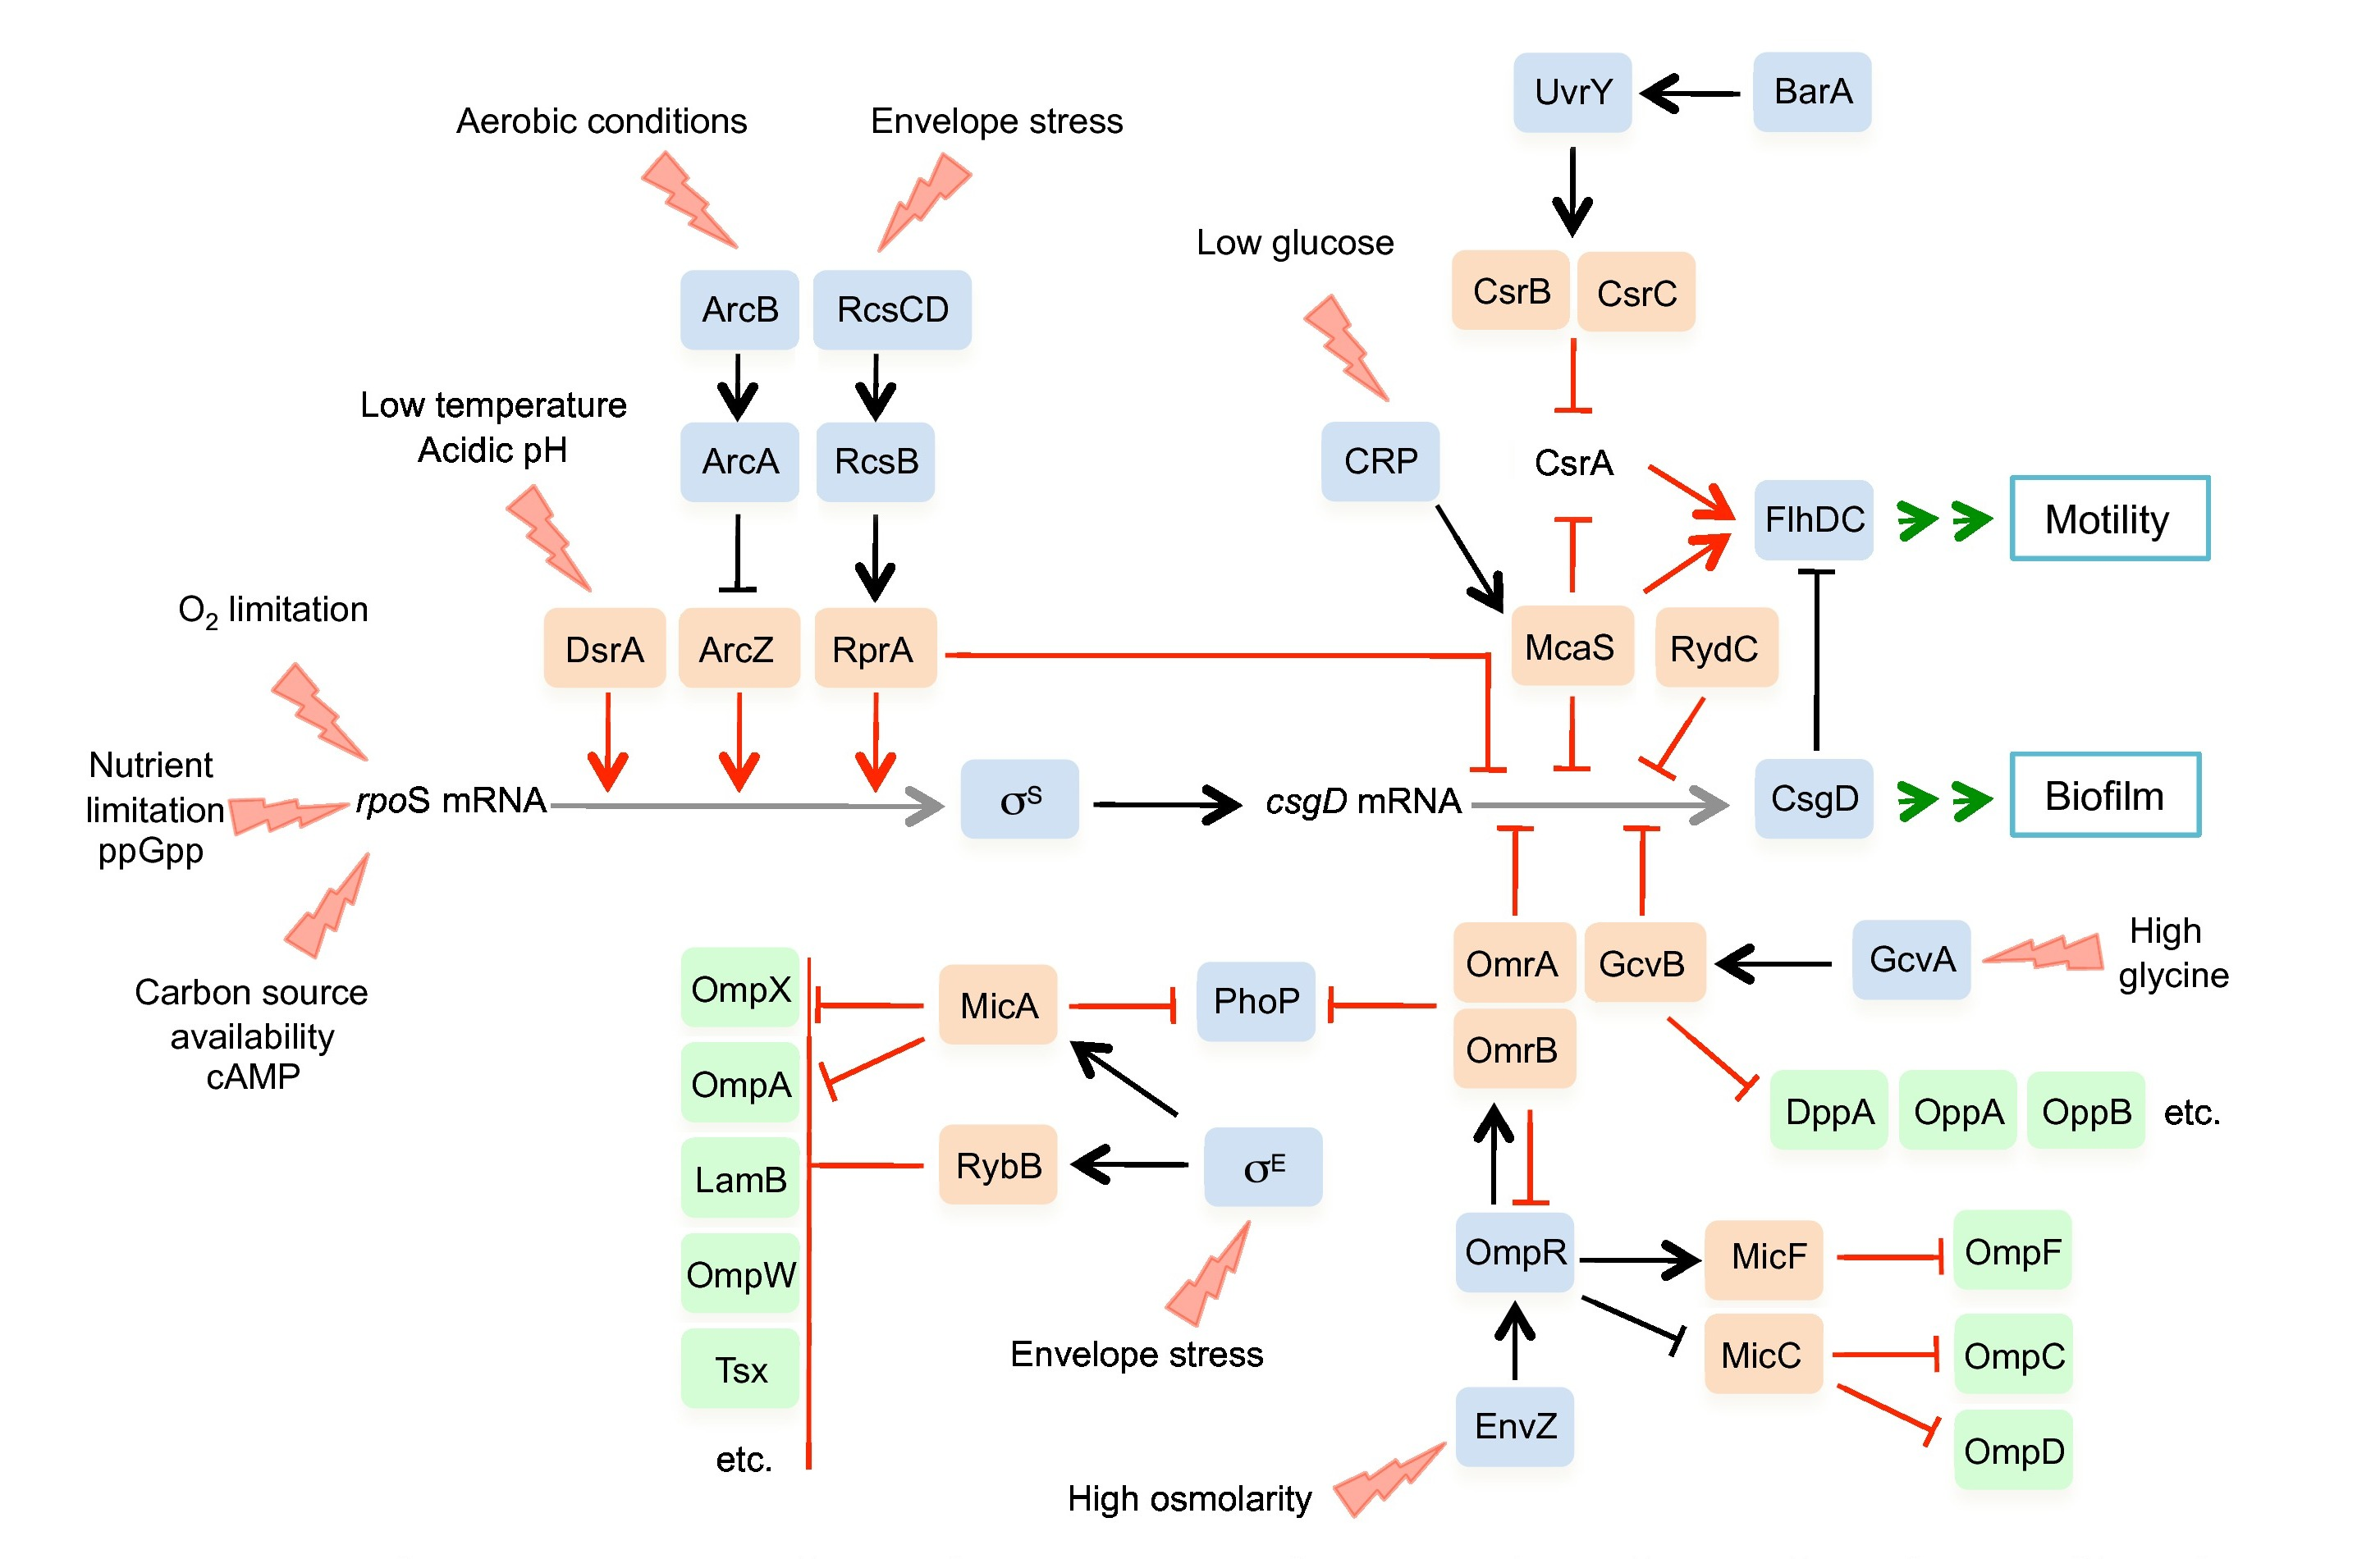 UvrY
BarA
Aerobic conditions
Envelope stress
Low glucose
CsrB
CsrC
ArcB
RcsCD
Low temperature
Acidic pH
ArcA
RcsB
CRP
CsrA
FlhDC
Motility
O2 limitation
DsrA
ArcZ
RprA
McaS
RydC
Nutrient
limitation
ppGpp
rpoS mRNA
σS
csgD mRNA
CsgD
Biofilm
Carbon source
availability
cAMP
OmpX
MicA
PhoP
OmrA
GcvB
GcvA
High
glycine
OmpA
OmrB
DppA
OppA
OppB
etc.
LamB
RybB
σE
OmpW
OmpR
MicF
OmpF
Tsx
Envelope stress
MicC
OmpC
etc.
EnvZ
OmpD
High osmolarity